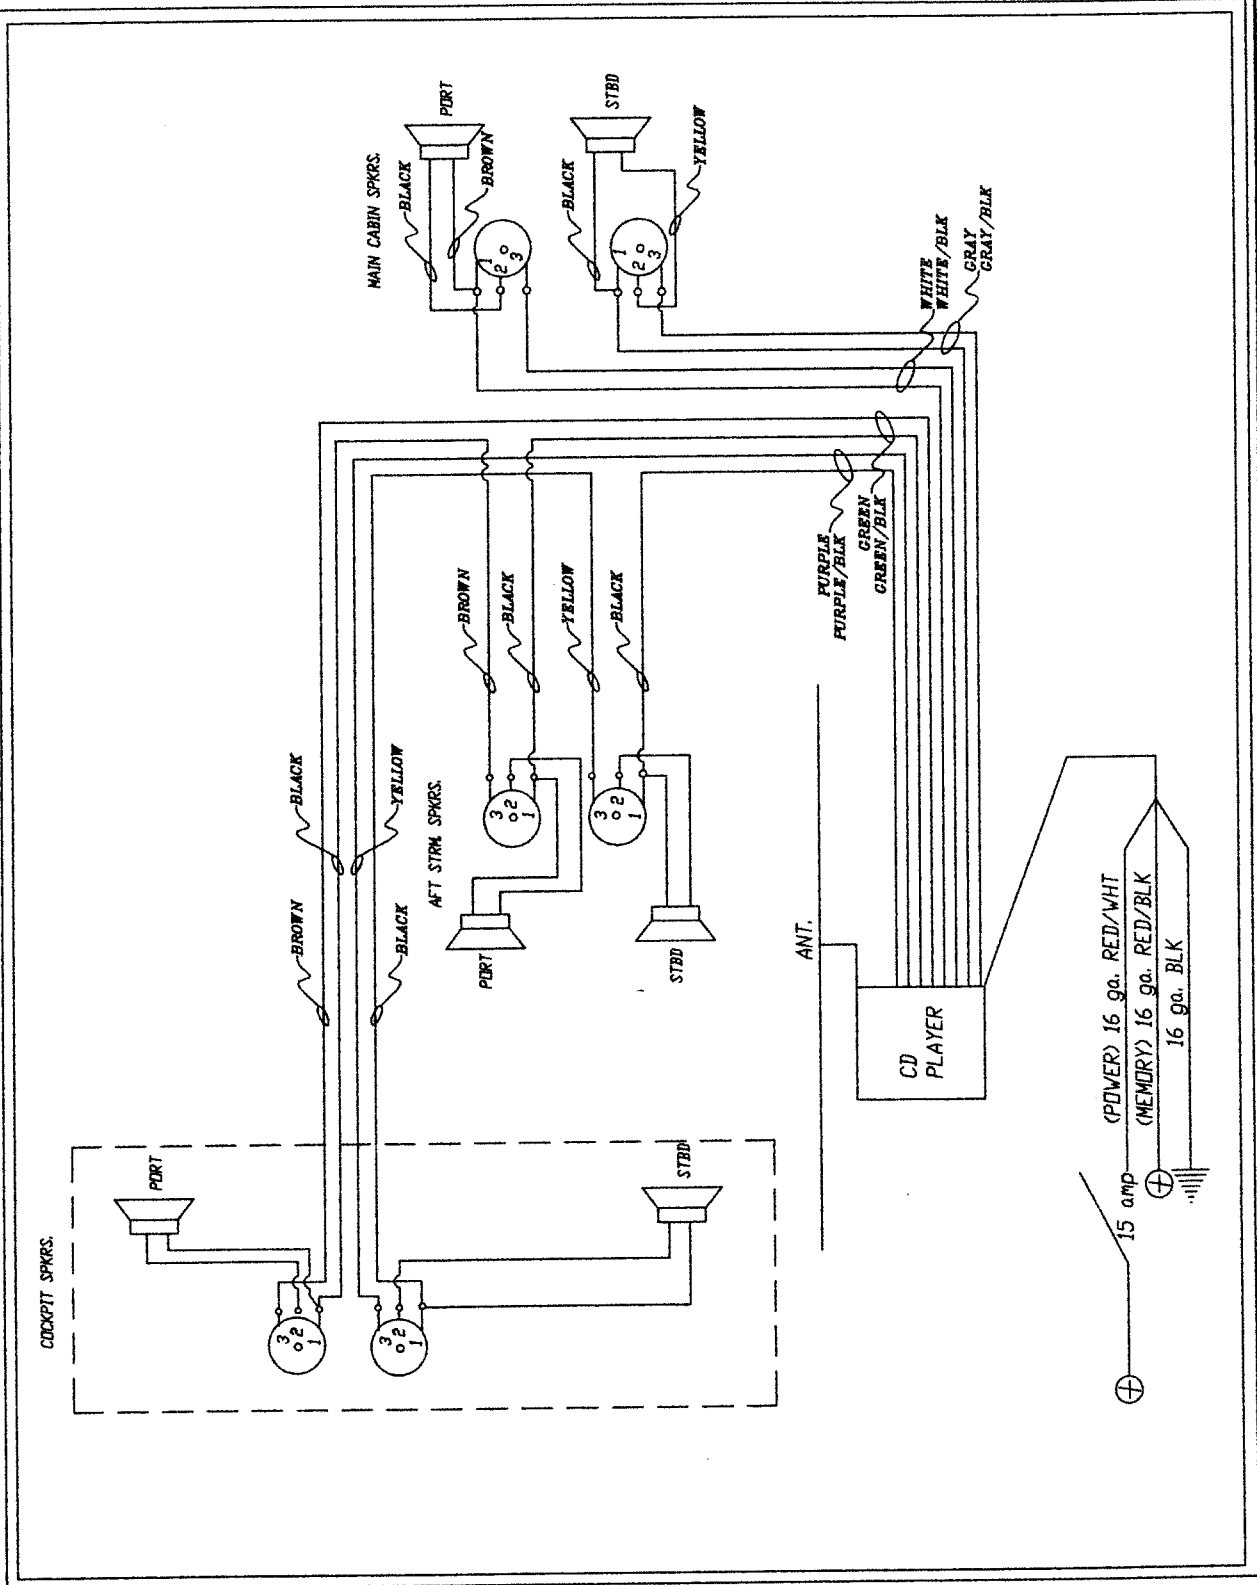 COCKPIT SPKRS.
PORT
3
2
1
3
2
1
STBD
BROWN
BLACK
BLACK
YELLOW
AFT STRM. SPKRS.
PORT
3
2
1
3
2
1
STBD
BROWN
BLACK
YELLOW
BLACK
MAIN CABIN SPKRS.
PORT
BLACK
BROWN
1
2
3
STBD
BLACK
YELLOW
1
2
3
WHITE
WHITE/BLK
GRAY
GRAY/BLK
PURPLE
PURPLE/BLK
GREEN
GREEN/BLK
ANT.
CD
PLAYER
(POWER) 16 ga. RED/WHT
(MEMORY) 16 ga. RED/BLK
16 ga. BLK
15 amp
+
+